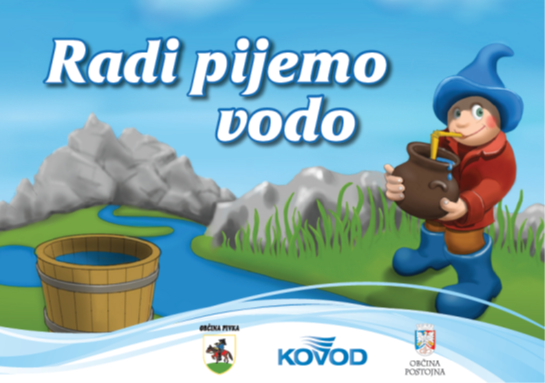 Radi pijemo
vodo
OBČINA PIVKA
KOVOD
OBČINA
POSTOJNA